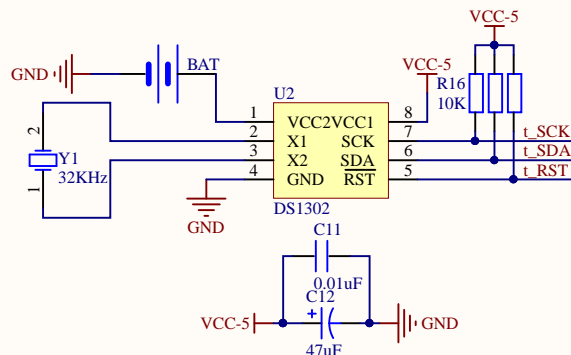 VCC-5
GND
BAT
VCC-5
R16
10K
U2
1
VCC2VCC1
8
2
X1
SCK
7
t_SCK
2
Y1
32KHz
1
3
X2
SDA
6
t_SDA
4
GND
RST
5
t_RST
DS1302
GND
C11
0.01uF
C12
VCC-5
+
GND
47uF